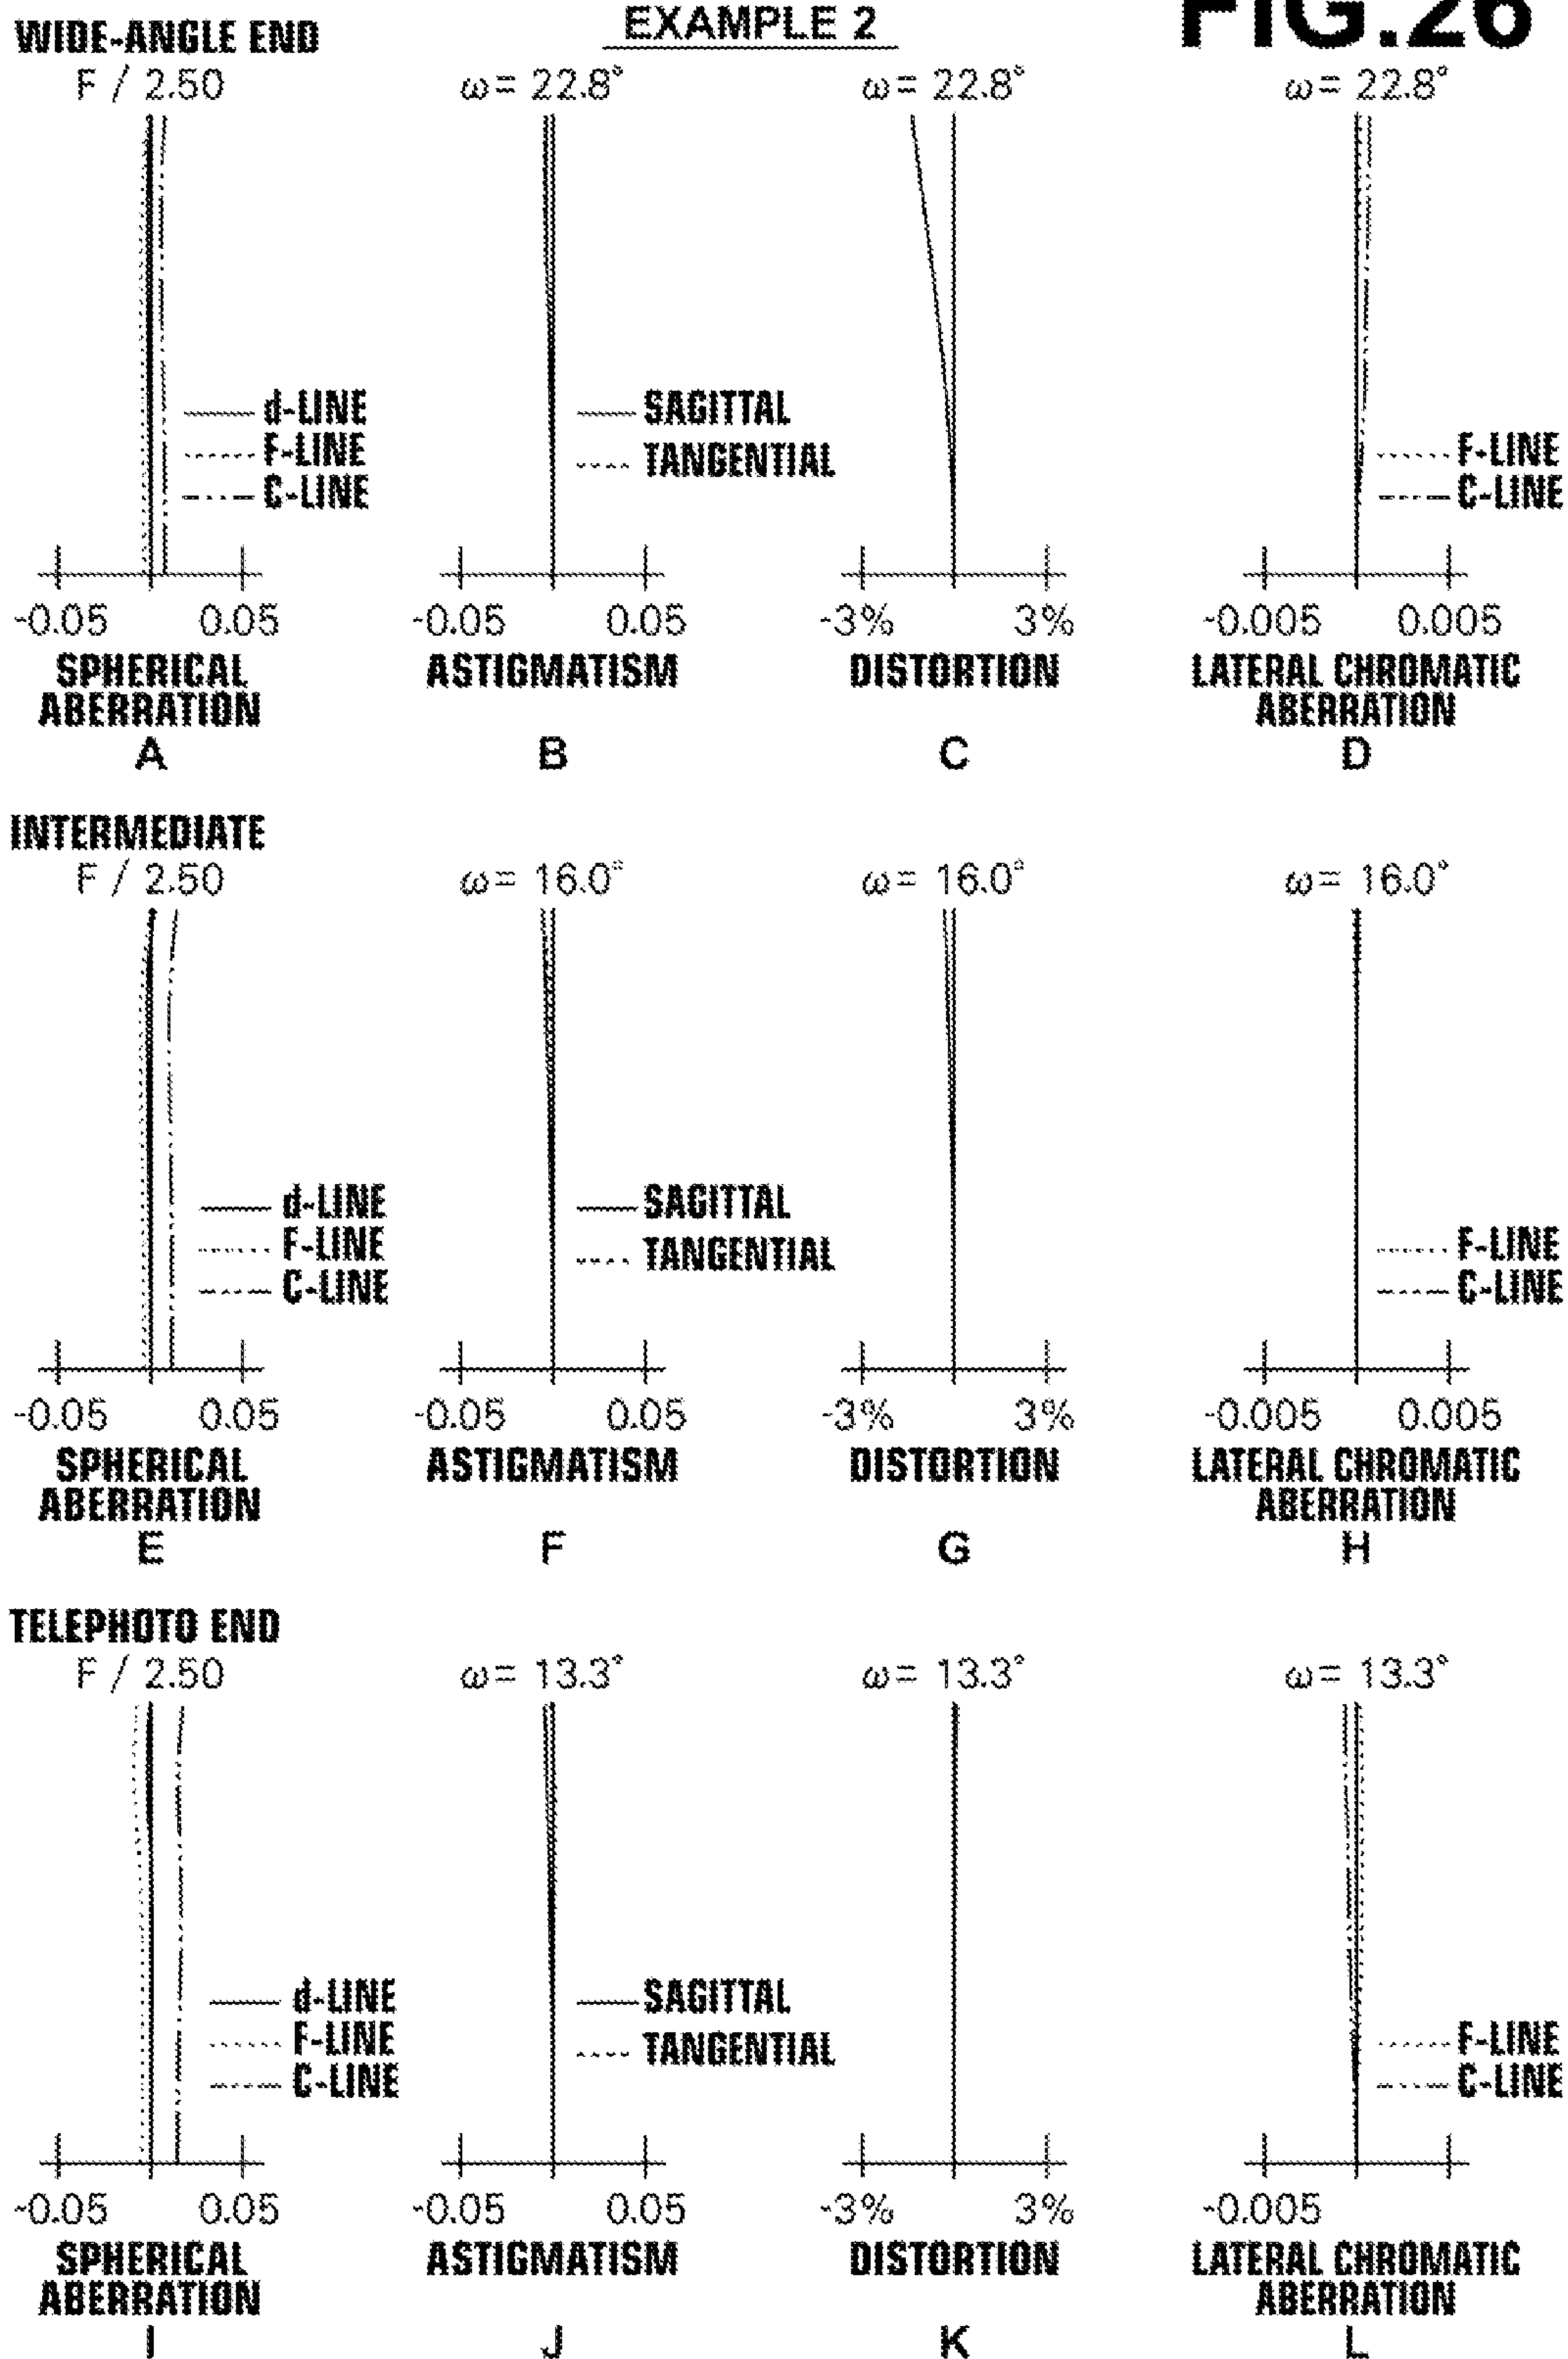 FIG.26
EXAMPLE 2
WIDE-ANGLE END
F / 2.50
ω= 22.8°
ω= 22.8°
ω= 22.8°
d-LINE
F-LINE
C-LINE
SAGITTAL
TANGENTIAL
F-LINE
C-LINE
-0.05 0.05
-0.05 0.05
-3% 3%
-0.005 0.005
SPHERICAL
ABERRATION
ASTIGMATISM
DISTORTION
LATERAL CHROMATIC
ABERRATION
A
B
C
D
INTERMEDIATE
F / 2.50
ω= 16.0°
ω= 16.0°
ω= 16.0°
d-LINE
F-LINE
C-LINE
SAGITTAL
TANGENTIAL
F-LINE
C-LINE
-0.05 0.05
-0.05 0.05
-3% 3%
-0.005 0.005
SPHERICAL
ABERRATION
ASTIGMATISM
DISTORTION
LATERAL CHROMATIC
ABERRATION
E
F
G
H
TELEPHOTO END
F / 2.50
ω= 13.3°
ω= 13.3°
ω= 13.3°
d-LINE
F-LINE
C-LINE
SAGITTAL
TANGENTIAL
F-LINE
C-LINE
-0.05 0.05
-0.05 0.05
-3% 3%
-0.005
SPHERICAL
ABERRATION
ASTIGMATISM
DISTORTION
LATERAL CHROMATIC
ABERRATION
I
J
K
L